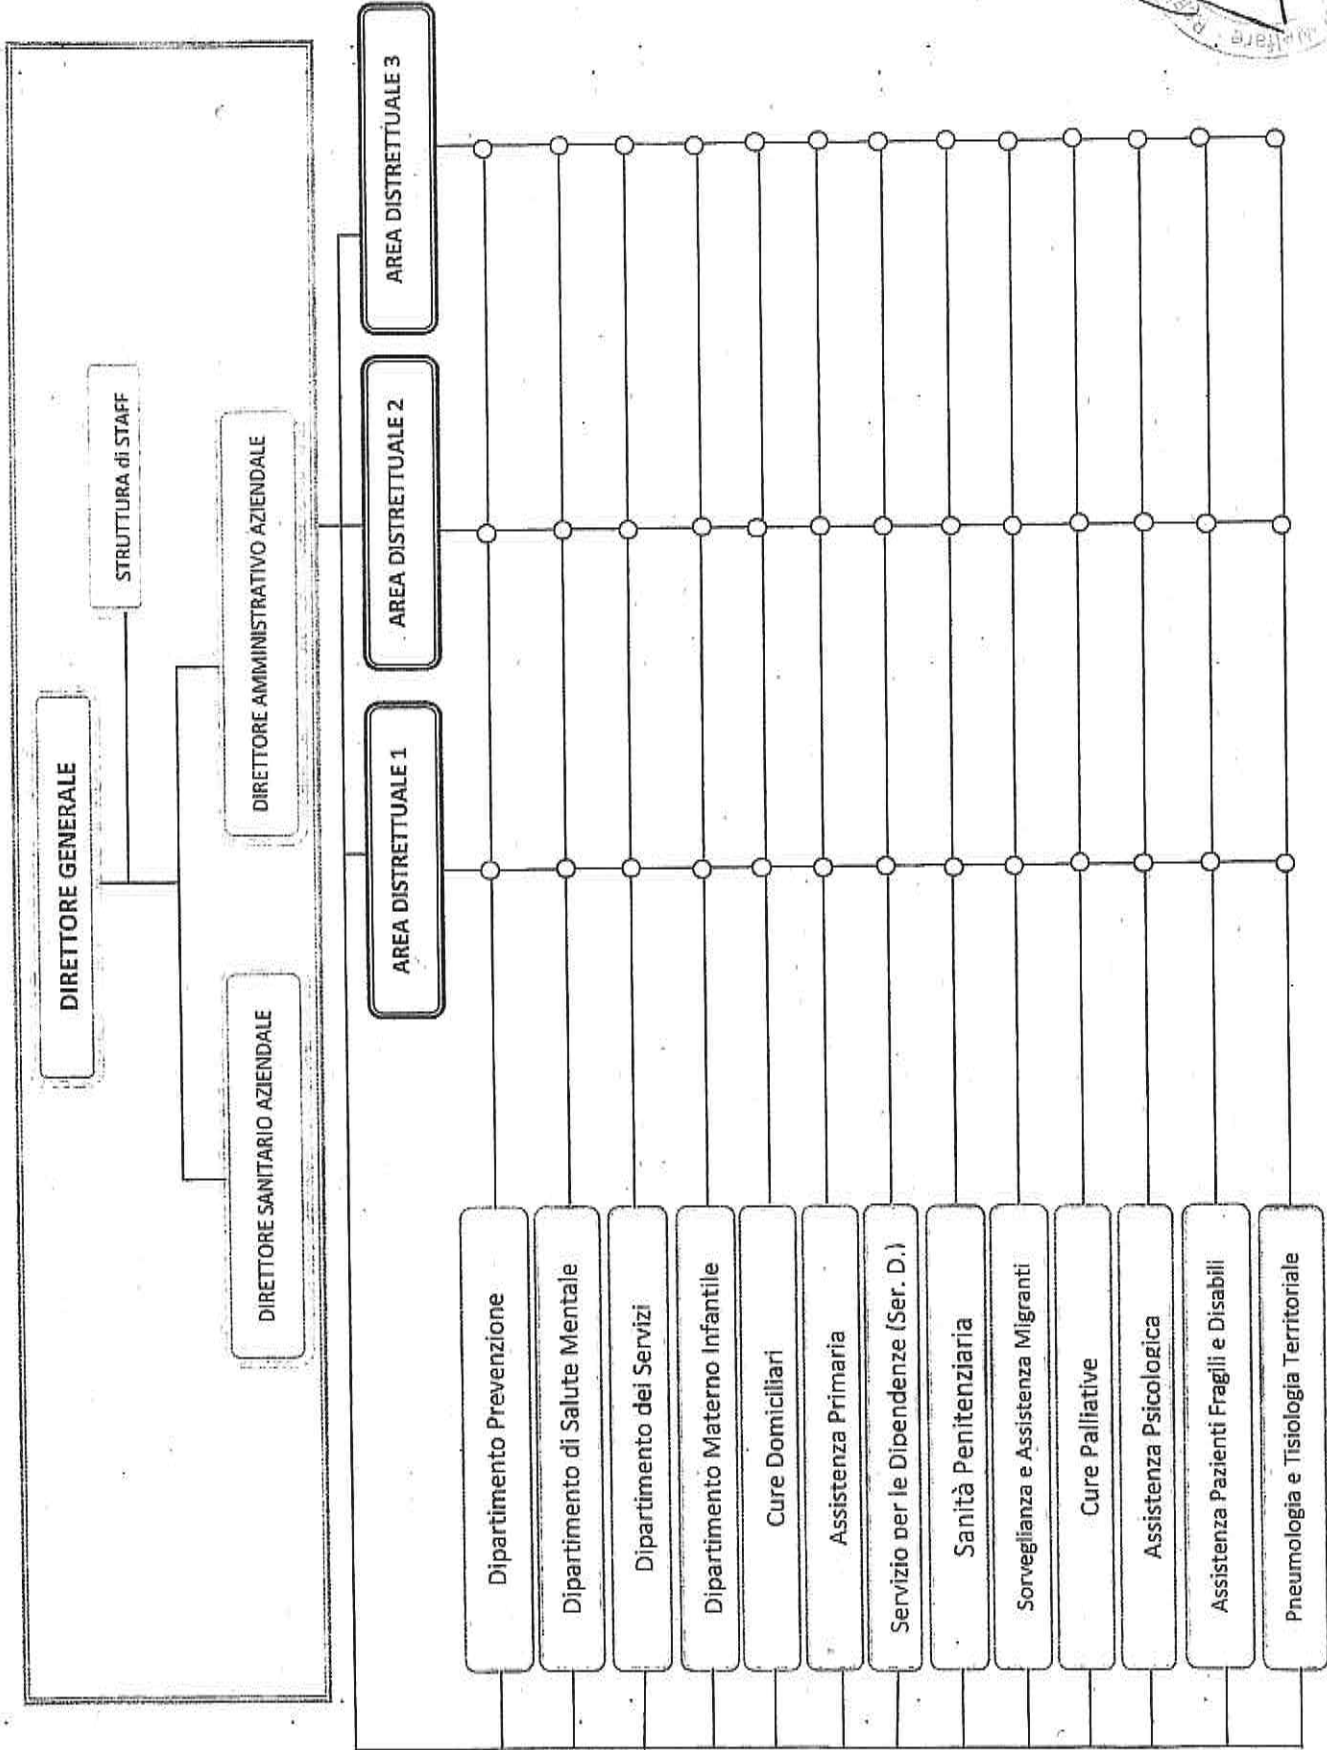 DIRETTORE GENERALE
STRUTTURA di STAFF
DIRETTORE SANITARIO AZIENDALE
DIRETTORE AMMINISTRATIVO AZIENDALE
AREA DISTRETTUALE 1
AREA DISTRETTUALE 2
AREA DISTRETTUALE 3
Dipartimento Prevenzione
Dipartimento di Salute Mentale
Dipartimento dei Servizi
Dipartimento Materno Infantile
Cure Domiciliari
Assistenza Primaria
Servizio per le Dipendenze (Ser. D.)
Sanità Penitenziaria
Sorveglianza e Assistenza Migranti
Cure Palliative
Assistenza Psicologica
Assistenza Pazienti Fragili e Disabili
Pneumologia e Tisiologia Territoriale